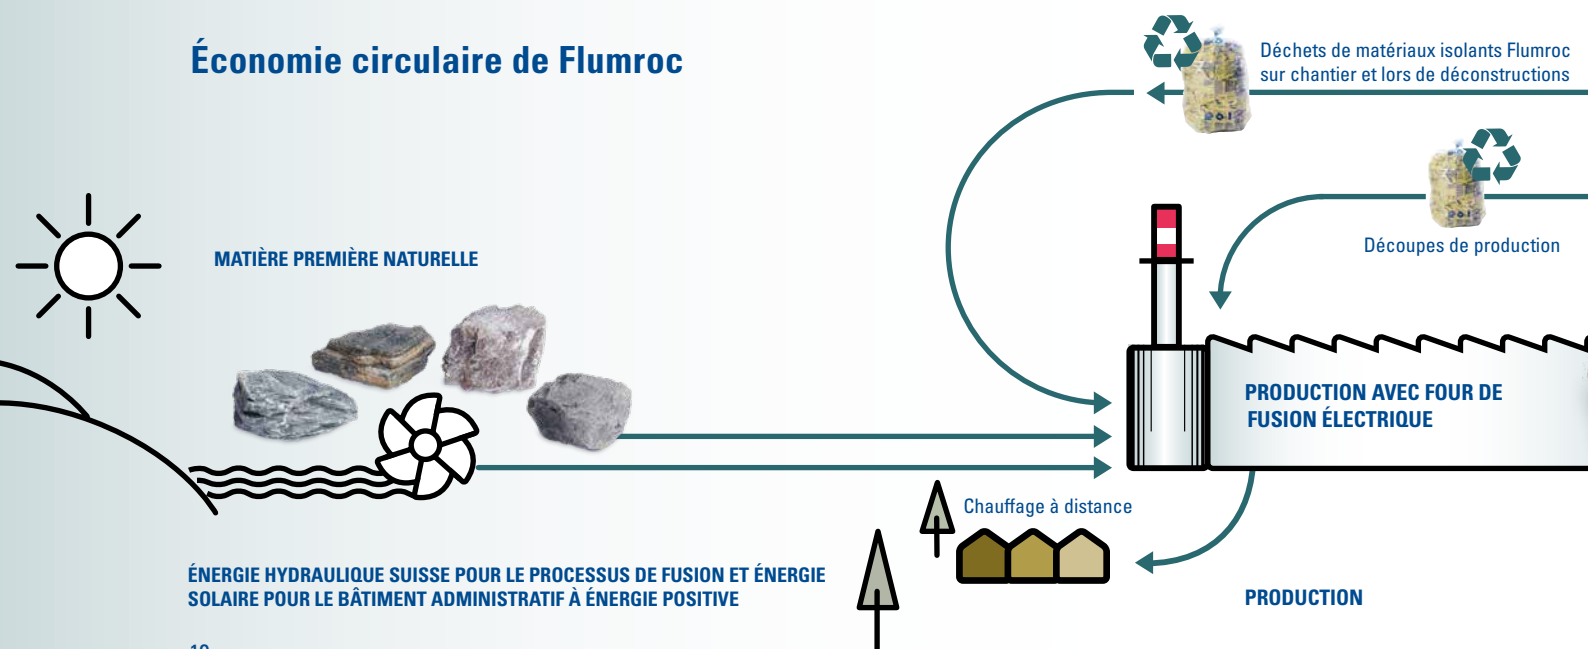 Économie circulaire de Flumroc
Déchets de matériaux isolants Flumroc
sur chantier et lors de déconstructions
Découpes de production
MATIÈRE PREMIÈRE NATURELLE
PRODUCTION AVEC FOUR DE
FUSION ÉLECTRIQUE
Chauffage à distance
ÉNERGIE HYDRAULIQUE SUISSE POUR LE PROCESSUS DE FUSION ET ÉNERGIE
SOLAIRE POUR LE BÂTIMENT ADMINISTRATIF À ÉNERGIE POSITIVE
PRODUCTION